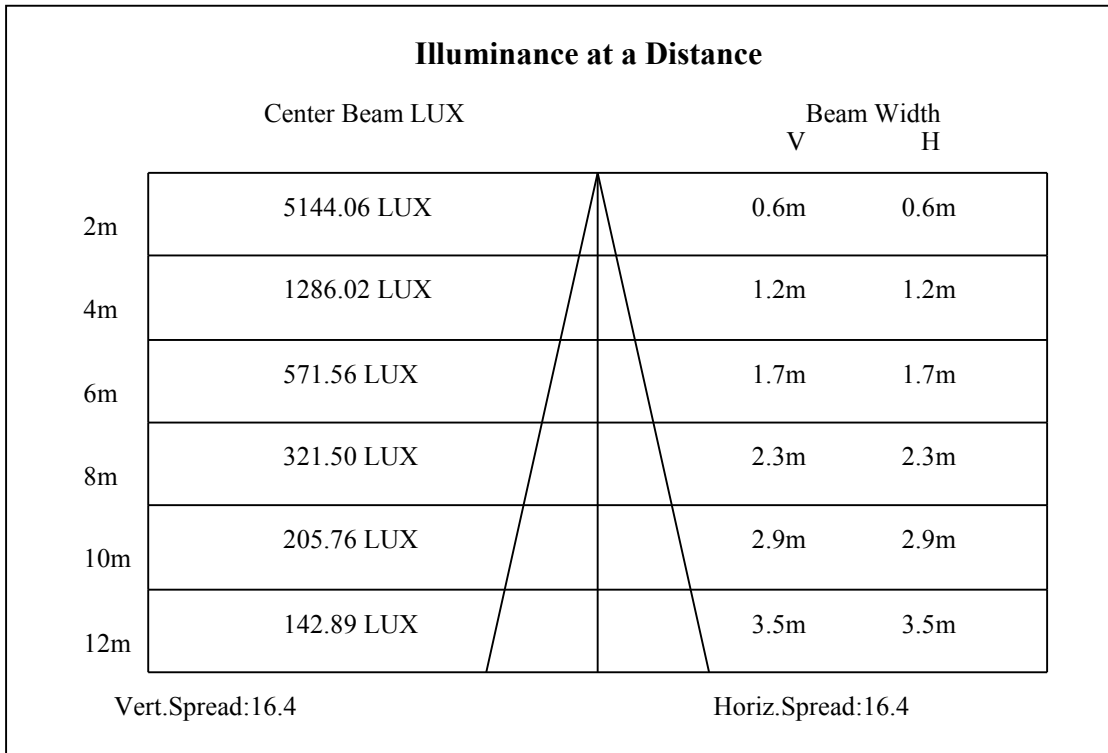 Illuminance at a Distance
Center Beam LUX Beam Width
V H
2m 5144.06 LUX 0.6m 0.6m
4m 1286.02 LUX 1.2m 1.2m
6m 571.56 LUX 1.7m 1.7m
8m 321.50 LUX 2.3m 2.3m
10m 205.76 LUX 2.9m 2.9m
12m 142.89 LUX 3.5m 3.5m
Vert.Spread:16.4 Horiz.Spread:16.4